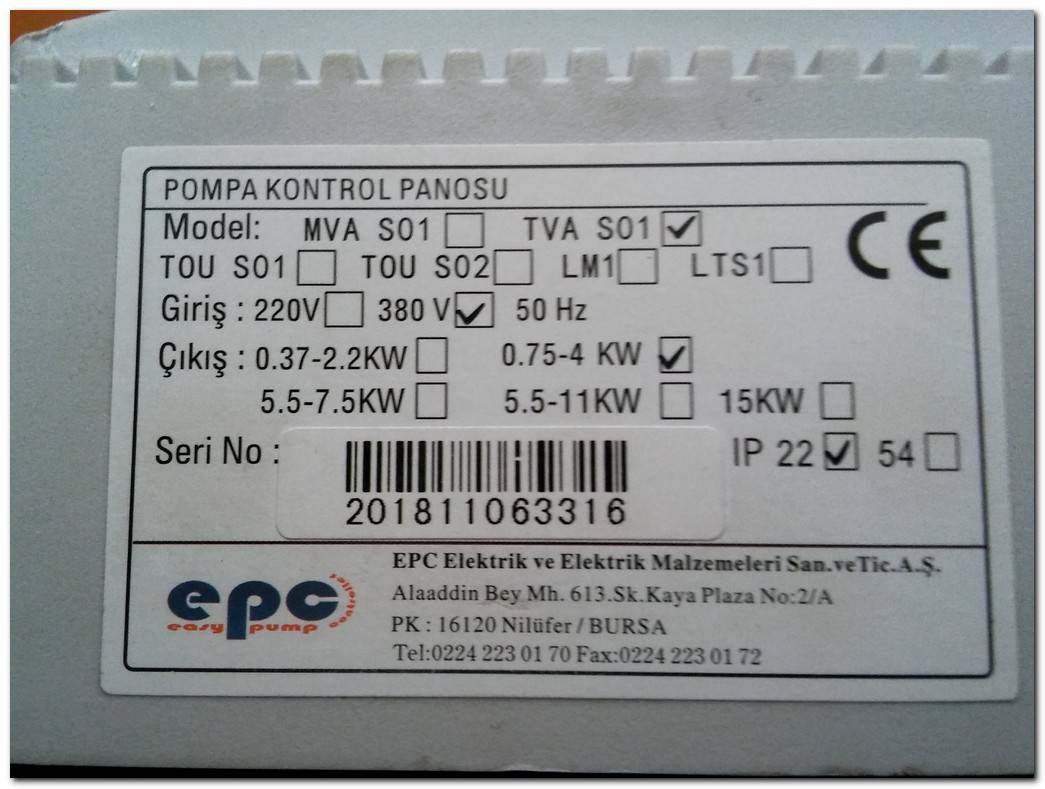 POMPA KONTROL PANOSU
Model: MVA S01 ☐ TVA S01 ☑
TOU S01 ☐ TOU S02 ☐ LM1 ☐ LTS1 ☐ CE
Giriş : 220V ☐ 380 V ☑ 50 Hz
Çıkış : 0.37-2.2KW ☐ 0.75-4 KW ☑
5.5-7.5KW ☐ 5.5-11KW ☐ 15KW ☐
Seri No : IP 22 ☑ 54 ☐
201811063316
EPC Elektrik ve Elektrik Malzemeleri San.veTic.A.Ş.
Alaaddin Bey Mh. 613.Sk.Kaya Plaza No:2/A
PK : 16120 Nilüfer / BURSA
Tel:0224 223 01 70 Fax:0224 223 01 72
epc
easy pump controller